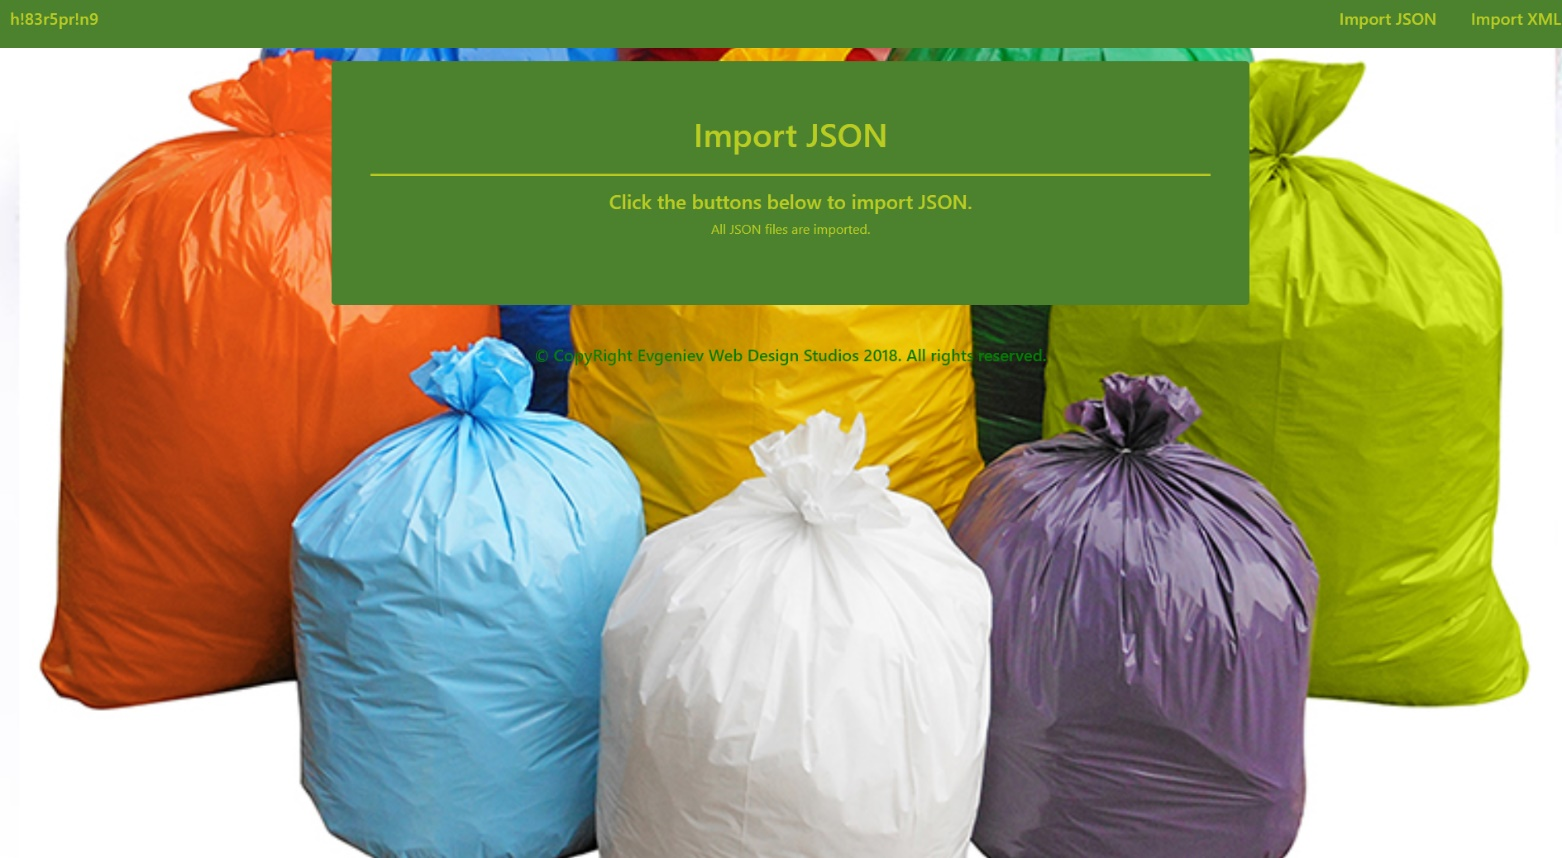 h!83r5pr!n9
Import JSON
Import XML
Import JSON
Click the buttons below to import JSON.
All JSON files are imported.
© CopyRight Evgeniev Web Design Studios 2018. All rights reserved.